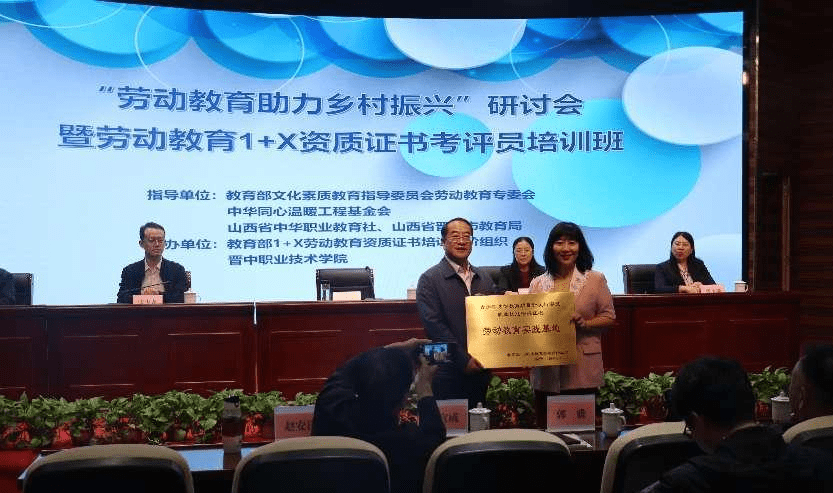 “劳动教育助力乡村振兴”研讨会
暨劳动教育1+X资质证书考评员培训班
指导单位：教育部文化素质教育指导委员会劳动教育专委会
中华同心温暖工程基金会
山西省中华职业教育社、山西省晋 市教育局
办单位：教育部1+X劳动教育资质证书培 价组织
晋中职业技术学院
劳动教育实践基地